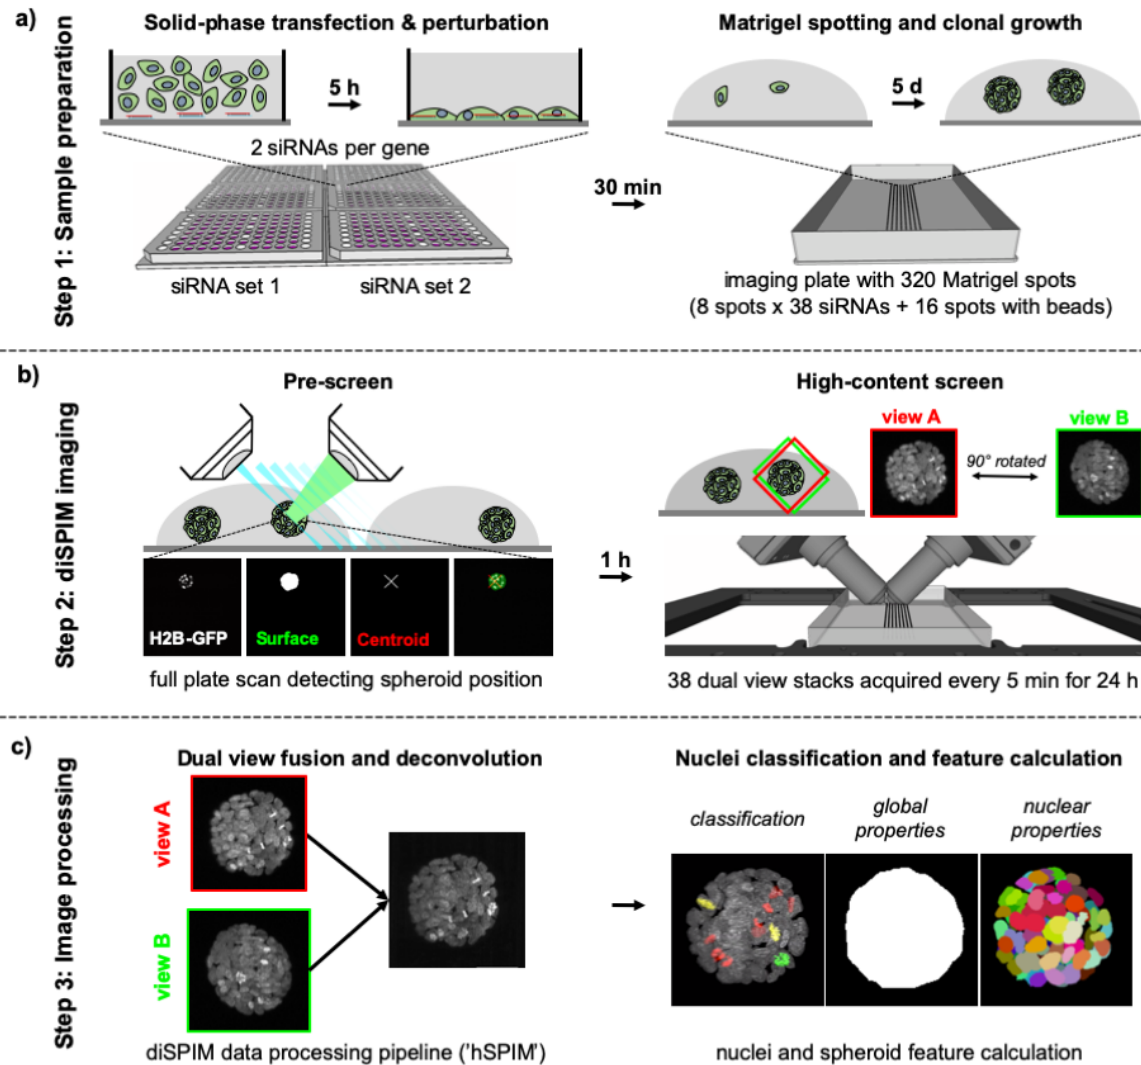 a)
Step 1: Sample preparation
Solid-phase transfection & perturbation
5 h
2 siRNAs per gene
siRNA set 1
siRNA set 2
30 min
Matrigel spotting and clonal growth
5 d
imaging plate with 320 Matrigel spots
(8 spots x 38 siRNAs + 16 spots with beads)
b)
Step 2: diSPIM imaging
Pre-screen
H2B-GFP
Surface
Centroid
full plate scan detecting spheroid position
1 h
High-content screen
view A
90° rotated
view B
38 dual view stacks acquired every 5 min for 24 h
c)
Step 3: Image processing
Dual view fusion and deconvolution
view A
view B
diSPIM data processing pipeline ('hSPIM')
Nuclei classification and feature calculation
classification
global
properties
nuclear
properties
nuclei and spheroid feature calculation